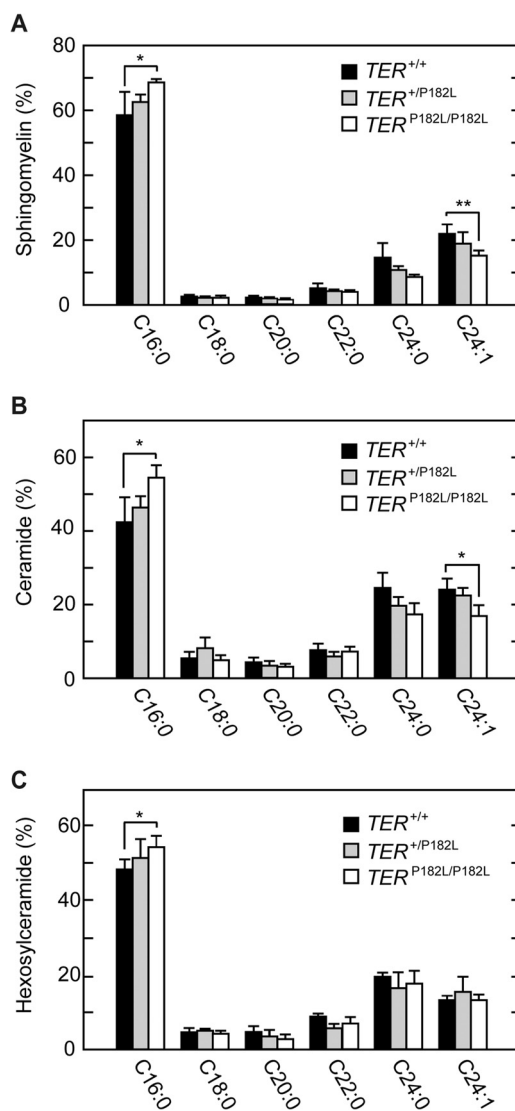 A
Sphingomyelin (%)
80
60
40
20
0
*
**
TER+/+
TER+/P182L
TERP182L/P182L
C16:0
C18:0
C20:0
C22:0
C24:0
C24:1
B
Ceramide (%)
60
40
20
0
*
*
TER+/+
TER+/P182L
TERP182L/P182L
C16:0
C18:0
C20:0
C22:0
C24:0
C24:1
C
Hexosylceramide (%)
60
40
20
0
*
TER+/+
TER+/P182L
TERP182L/P182L
C16:0
C18:0
C20:0
C22:0
C24:0
C24:1